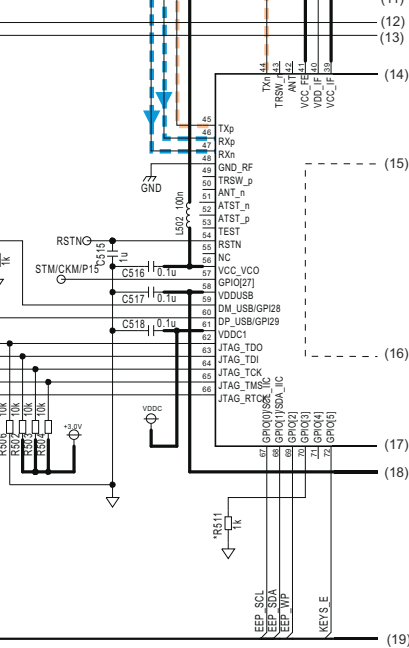 (12)
(13)
44 43 42 41 40 39
TXn
TRSW_n
ANT
VCC_FE
VDD_IF
VCC_IF
(14)
45 TXp
46 RXp
47 RXn
48 GND_RF
49 TRSW_p
50 ANT_n
51 ATST_n
52 ATST_p
53 TEST
54 RSTN
55 NC
56 VCC_VCO
57 GPIO[27]
58 VDDUSB
59 DM_USB/GPI28
60 DP_USB/GPI29
61 VDDC1
62 JTAG_TDO
63 JTAG_TDI
64 JTAG_TCK
65 JTAG_TMS
66 JTAG_RTCK
GND
L502 100n
(15)
RSTN
C515
1u
STM/CKM/P15
C516 0.1u
C517 0.1u
C518 0.1u
1k
(16)
R506 10k
R502 10k
R503 10k
R504 10k
+3.0V
VDDC
GPIO[0]/SCL_IIC
GPIO[1]/SDA_IIC
GPIO[2]
GPIO[3]
GPIO[4]
GPIO[5]
67 68 69 70 71 72
(17)
(18)
*R511
1k
EEP_SCL
EEP_SDA
EEP_WP
KEYS_E
(19)